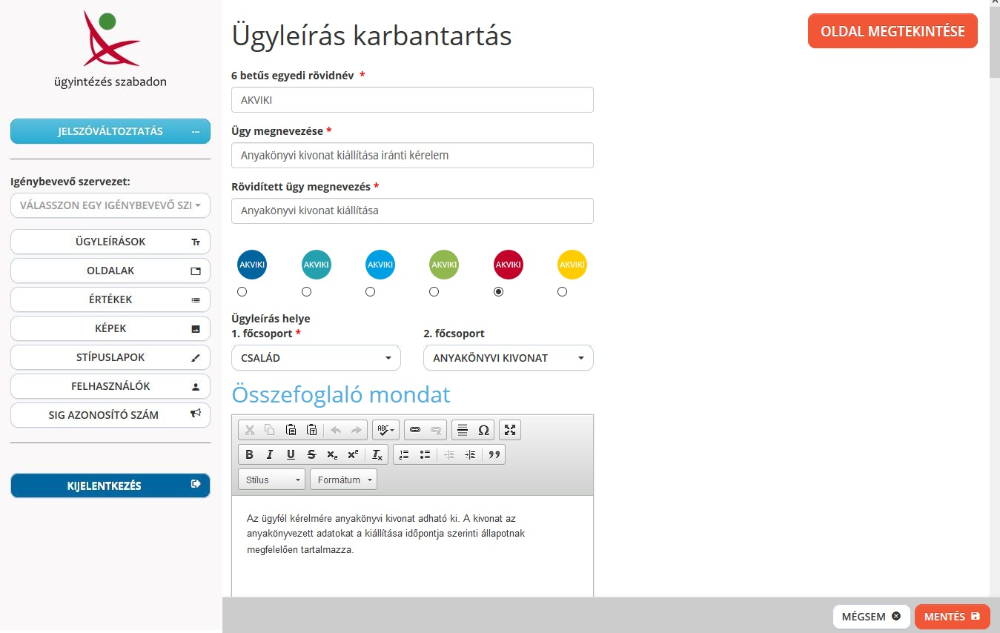 ügyintézés szabadon
JELSZÓVÁLTOZTATÁS ...
Igénybevevő szervezet:
VÁLASSZON EGY IGÉNYBEVEVŐ SZI
ÜGYLEÍRÁSOK
OLDALAK
ÉRTÉKEK
KÉPEK
STÍPUSLAPOK
FELHASZNÁLÓK
SIG AZONOSÍTÓ SZÁM
KIJELENTKEZÉS
Ügyleírás karbantartás
OLDAL MEGTEKINTÉSE
6 betűs egyedi rövidnév *
AKVIKI
Ügy megnevezése *
Anyakönyvi kivonat kiállítása iránti kérelem
Rövidített ügy megnevezés *
Anyakönyvi kivonat kiállítása
AKVIKI AKVIKI AKVIKI AKVIKI AKVIKI AKVIKI
Ügyleírás helye
1. főcsoport * 2. főcsoport
CSALÁD ANYAKÖNYVI KIVONAT
Összefoglaló mondat
ABC Ω
B I U S x₂ x² Ix
Stílus Formátum
Az ügyfél kérelmére anyakönyvi kivonat adható ki. A kivonat az
anyakönyvezett adatokat a kiállítása időpontja szerinti állapotnak
megfelelően tartalmazza.
MÉGSEM MENTÉS